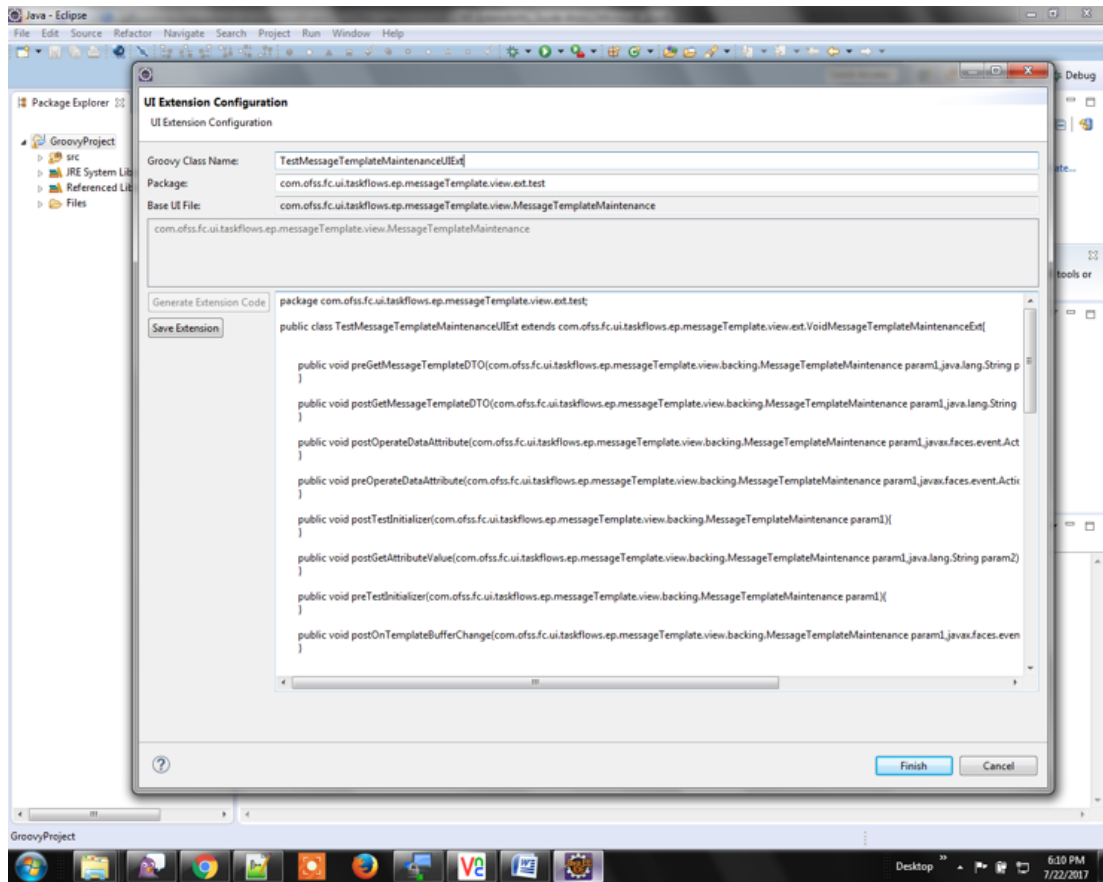 Java - Eclipse
File Edit Source Refactor Navigate Search Project Run Window Help
Debug
Package Explorer
GroovyProject
src
JRE System Lib
Referenced Lib
Files
UI Extension Configuration
UI Extension Configuration
Groovy Class Name: TestMessageTemplateMaintenanceUIExt
Package: com.ofss.fc.ui.taskflows.ep.messageTemplate.view.ext.test
Base UI File: com.ofss.fc.ui.taskflows.ep.messageTemplate.view.MessageTemplateMaintenance
com.ofss.fc.ui.taskflows.ep.messageTemplate.view.MessageTemplateMaintenance
Generate Extension Code
Save Extension
package com.ofss.fc.ui.taskflows.ep.messageTemplate.view.ext.test;
public class TestMessageTemplateMaintenanceUIExt extends com.ofss.fc.ui.taskflows.ep.messageTemplate.view.ext.VoidMessageTemplateMaintenanceExt{
public void preGetMessageTemplateDTO(com.ofss.fc.ui.taskflows.ep.messageTemplate.view.backing.MessageTemplateMaintenance param1,java.lang.String p
}
public void postGetMessageTemplateDTO(com.ofss.fc.ui.taskflows.ep.messageTemplate.view.backing.MessageTemplateMaintenance param1,java.lang.String
}
public void postOperateDataAttribute(com.ofss.fc.ui.taskflows.ep.messageTemplate.view.backing.MessageTemplateMaintenance param1,javax.faces.event.Act
}
public void preOperateDataAttribute(com.ofss.fc.ui.taskflows.ep.messageTemplate.view.backing.MessageTemplateMaintenance param1,javax.faces.event.Actic
}
public void postTestInitializer(com.ofss.fc.ui.taskflows.ep.messageTemplate.view.backing.MessageTemplateMaintenance param1){
}
public void postGetAttributeValue(com.ofss.fc.ui.taskflows.ep.messageTemplate.view.backing.MessageTemplateMaintenance param1,java.lang.String param2)
}
public void preTestInitializer(com.ofss.fc.ui.taskflows.ep.messageTemplate.view.backing.MessageTemplateMaintenance param1){
}
public void postOnTemplateBufferChange(com.ofss.fc.ui.taskflows.ep.messageTemplate.view.backing.MessageTemplateMaintenance param1,javax.faces.even
}
ate...
tools or
Finish
Cancel
GroovyProject
Desktop
6:10 PM
7/22/2017